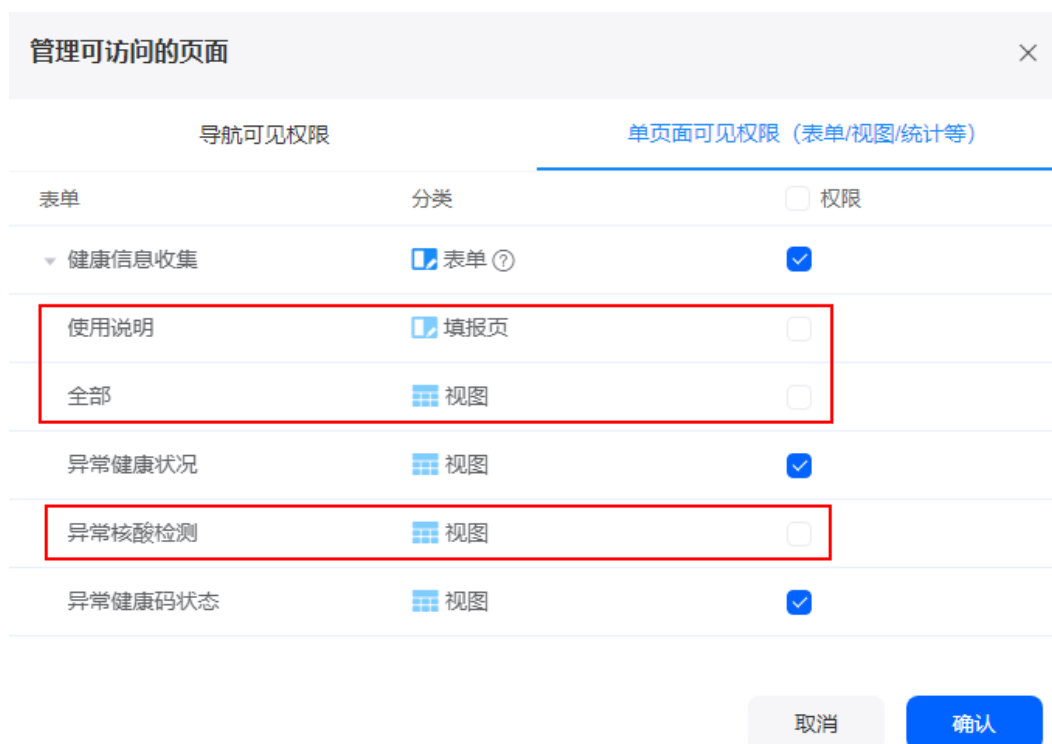 管理可访问的页面
导航可见权限 单页面可见权限（表单/视图/统计等）
表单 分类 权限
健康信息收集 表单 ?
使用说明 填报页
全部 视图
异常健康状况 视图
异常核酸检测 视图
异常健康码状态 视图
取消 确认